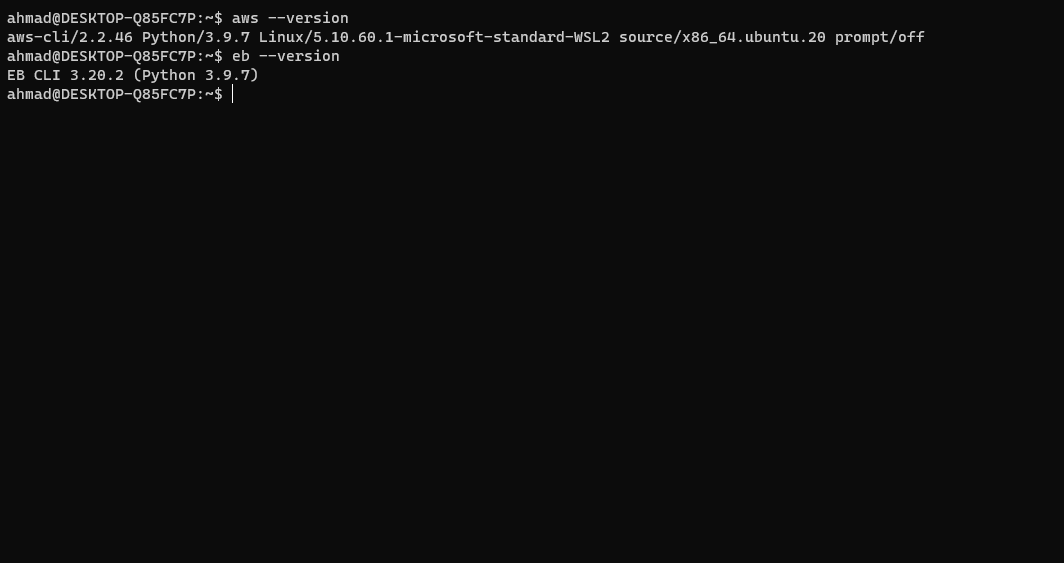 ahmad@DESKTOP-Q85FC7P:~$ aws --version
aws-cli/2.2.46 Python/3.9.7 Linux/5.10.60.1-microsoft-standard-WSL2 source/x86_64.ubuntu.20 prompt/off
ahmad@DESKTOP-Q85FC7P:~$ eb --version
EB CLI 3.20.2 (Python 3.9.7)
ahmad@DESKTOP-Q85FC7P:~$